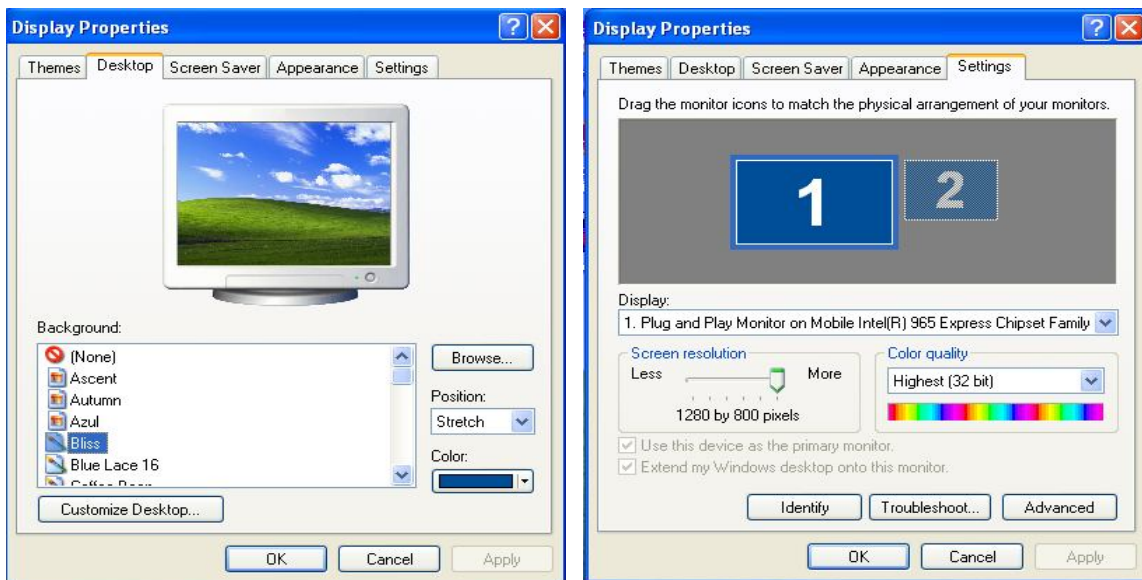 Display Properties
Themes Desktop Screen Saver Appearance Settings
Background:
(None)
Ascent
Autumn
Azul
Bliss
Blue Lace 16
Browse...
Position:
Stretch
Color:
Customize Desktop...
OK Cancel Apply
Display Properties
Themes Desktop Screen Saver Appearance Settings
Drag the monitor icons to match the physical arrangement of your monitors.
1 2
Display:
1. Plug and Play Monitor on Mobile Intel(R) 965 Express Chipset Family
Screen resolution
Less More
1280 by 800 pixels
Color quality
Highest (32 bit)
Use this device as the primary monitor.
Extend my Windows desktop onto this monitor.
Identify Troubleshoot... Advanced
OK Cancel Apply